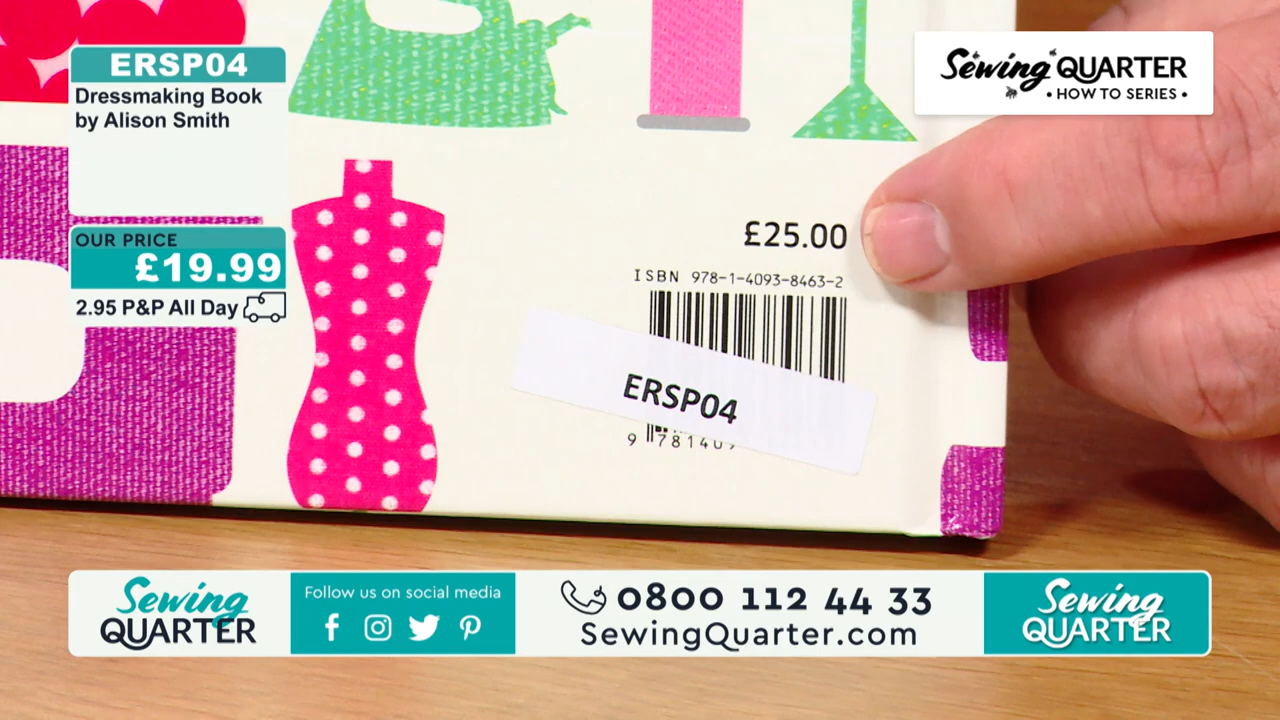 ERSP04
Dressmaking Book
by Alison Smith
OUR PRICE
£19.99
2.95 P&P All Day
Sewing QUARTER
• HOW TO SERIES •
£25.00
ISBN 978-1-4093-8463-2
ERSP04
9 781409
Sewing
QUARTER
Follow us on social media
0800 112 44 33
SewingQuarter.com
Sewing
QUARTER